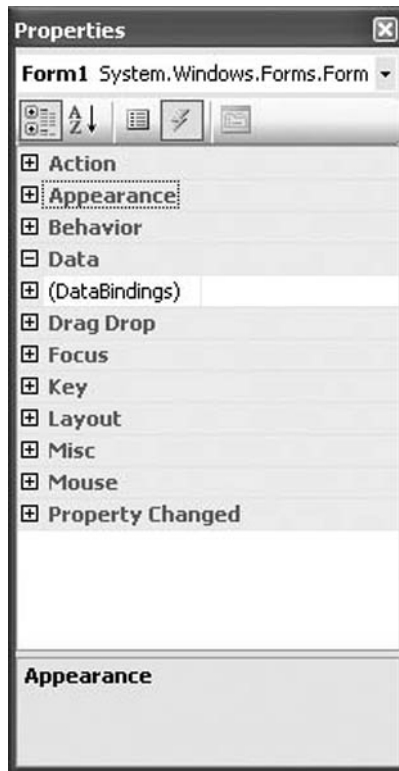 Properties
Form1 System.Windows.Forms.Form
A
Z
Action
Appearance
Behavior
Data
(DataBindings)
Drag Drop
Focus
Key
Layout
Misc
Mouse
Property Changed
Appearance